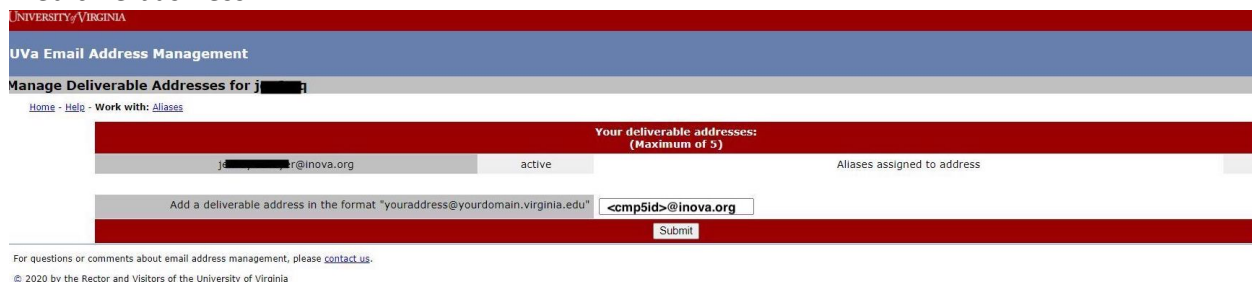 UNIVERSITY of VIRGINIA
UVa Email Address Management
Manage Deliverable Addresses for j q
Home - Help - Work with: Aliases
Your deliverable addresses:
(Maximum of 5)
je r@inova.org active Aliases assigned to address
Add a deliverable address in the format "youraddress@yourdomain.virginia.edu" <cmp5id>@inova.org
Submit
For questions or comments about email address management, please contact us.
© 2020 by the Rector and Visitors of the University of Virginia